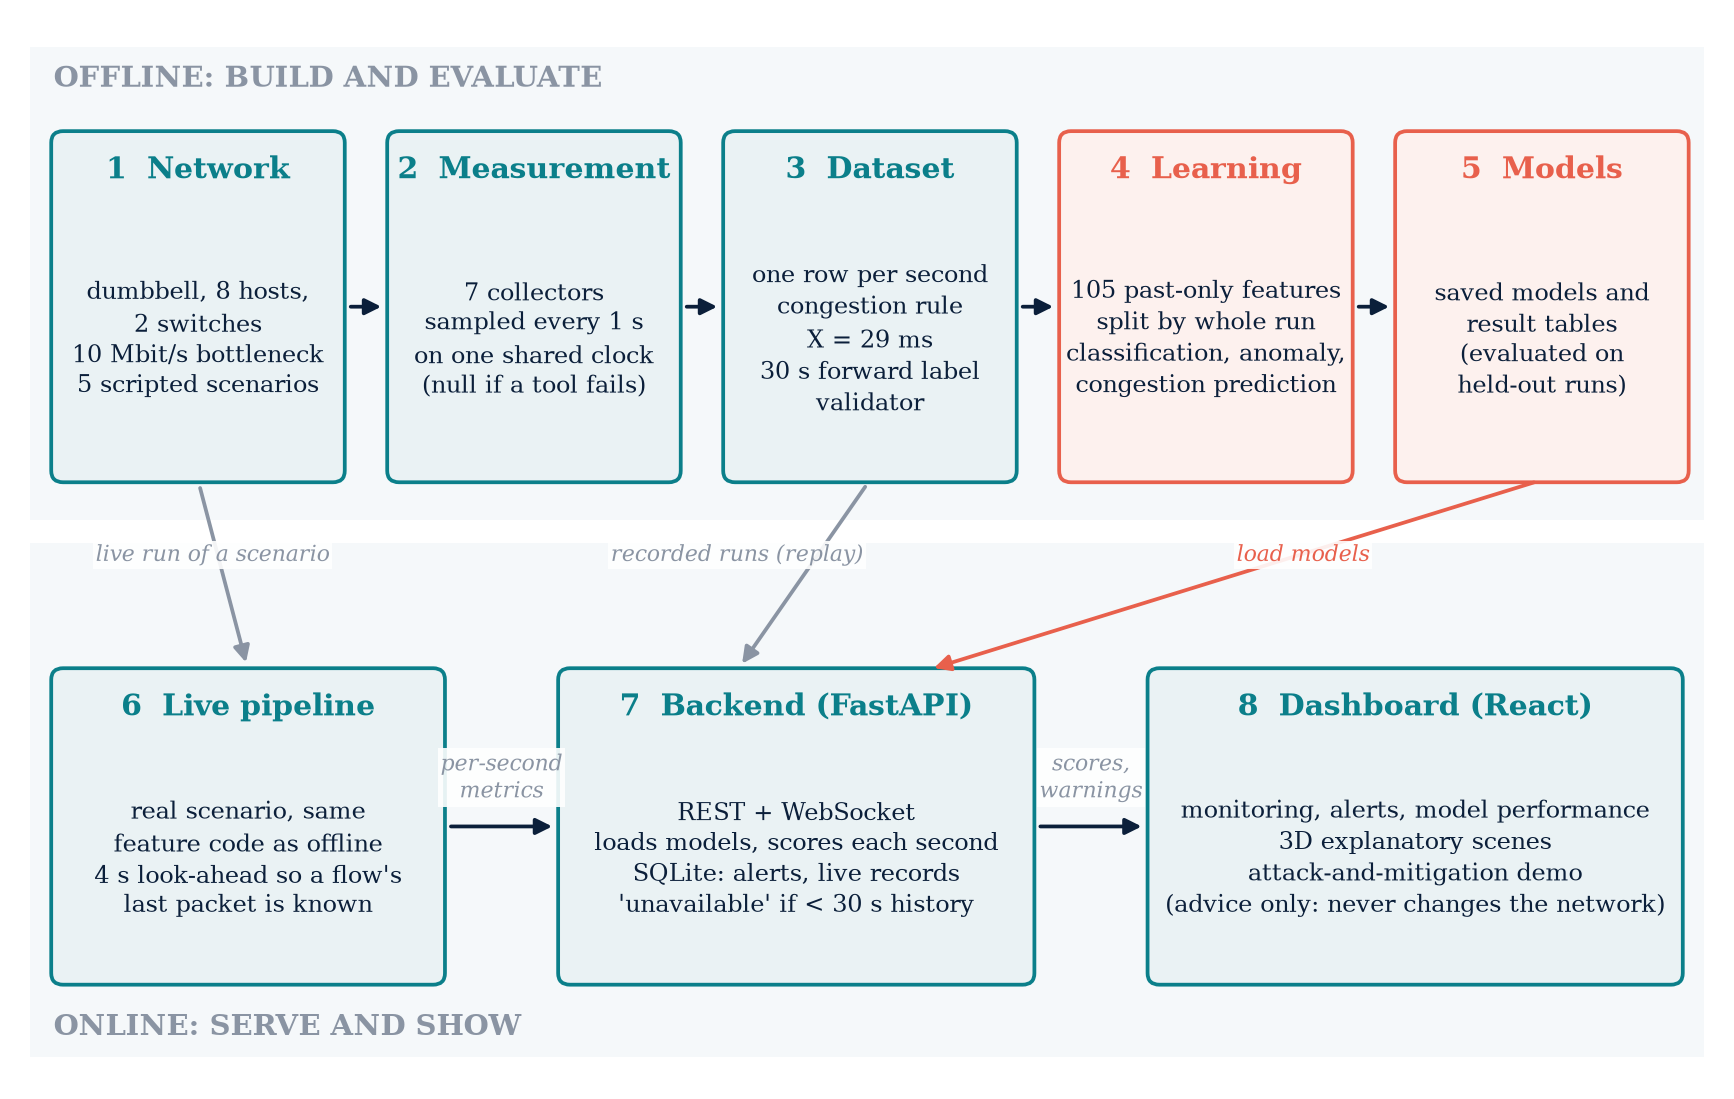 OFFLINE: BUILD AND EVALUATE
1 Network
dumbbell, 8 hosts,
2 switches
10 Mbit/s bottleneck
5 scripted scenarios
2 Measurement
7 collectors
sampled every 1 s
on one shared clock
(null if a tool fails)
3 Dataset
one row per second
congestion rule
X = 29 ms
30 s forward label
validator
4 Learning
105 past-only features
split by whole run
classification, anomaly,
congestion prediction
5 Models
saved models and
result tables
(evaluated on
held-out runs)
live run of a scenario
recorded runs (replay)
load models
6 Live pipeline
real scenario, same
feature code as offline
4 s look-ahead so a flow's
last packet is known
per-second
metrics
7 Backend (FastAPI)
REST + WebSocket
loads models, scores each second
SQLite: alerts, live records
'unavailable' if < 30 s history
scores,
warnings
8 Dashboard (React)
monitoring, alerts, model performance
3D explanatory scenes
attack-and-mitigation demo
(advice only: never changes the network)
ONLINE: SERVE AND SHOW